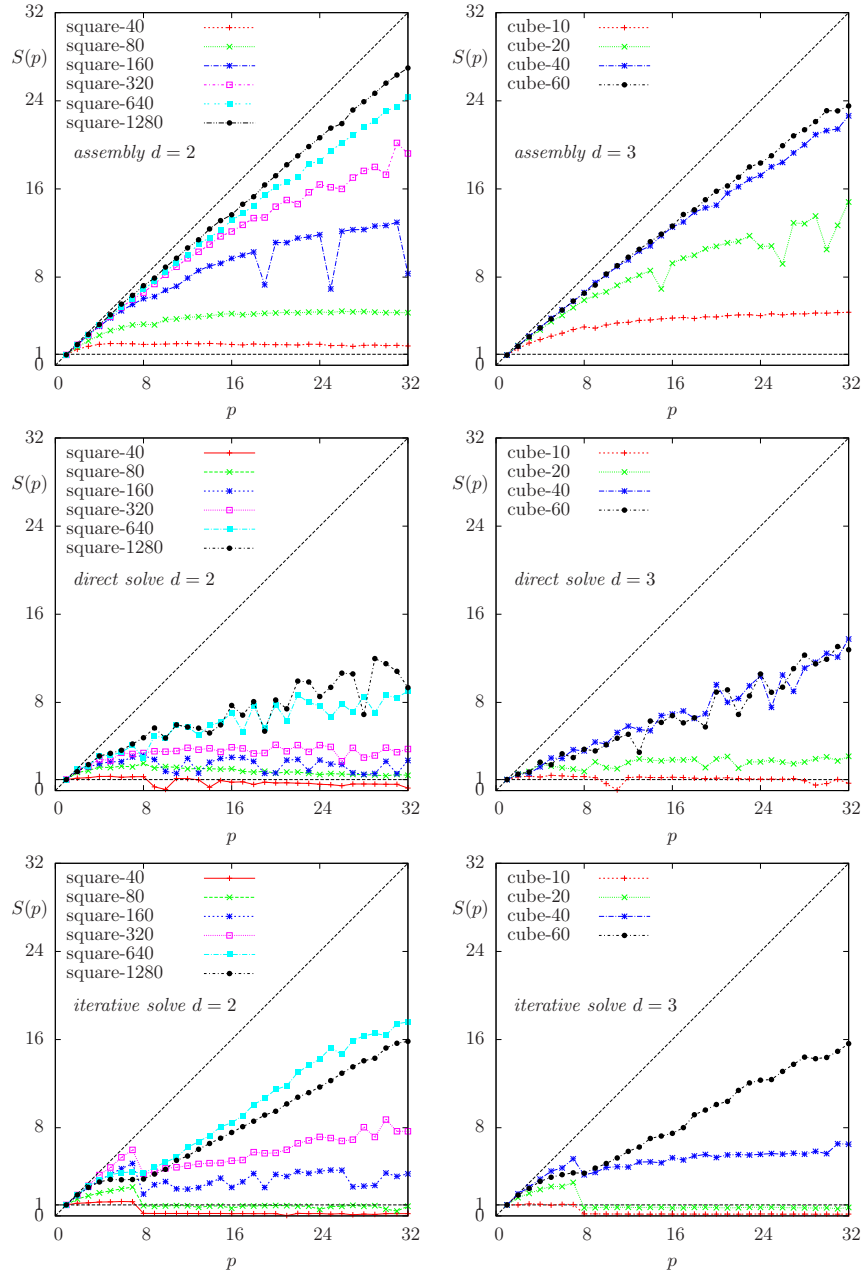 32
S(p)
24
16
8
1
0
0
8
16
24
32
p
square-40
square-80
square-160
square-320
square-640
square-1280
assembly d = 2
32
S(p)
24
16
8
1
0
0
8
16
24
32
p
cube-10
cube-20
cube-40
cube-60
assembly d = 3
32
S(p)
24
16
8
1
0
0
8
16
24
32
p
square-40
square-80
square-160
square-320
square-640
square-1280
direct solve d = 2
32
S(p)
24
16
8
1
0
0
8
16
24
32
p
cube-10
cube-20
cube-40
cube-60
direct solve d = 3
32
S(p)
24
16
8
1
0
0
8
16
24
32
p
square-40
square-80
square-160
square-320
square-640
square-1280
iterative solve d = 2
32
S(p)
24
16
8
1
0
0
8
16
24
32
p
cube-10
cube-20
cube-40
cube-60
iterative solve d = 3